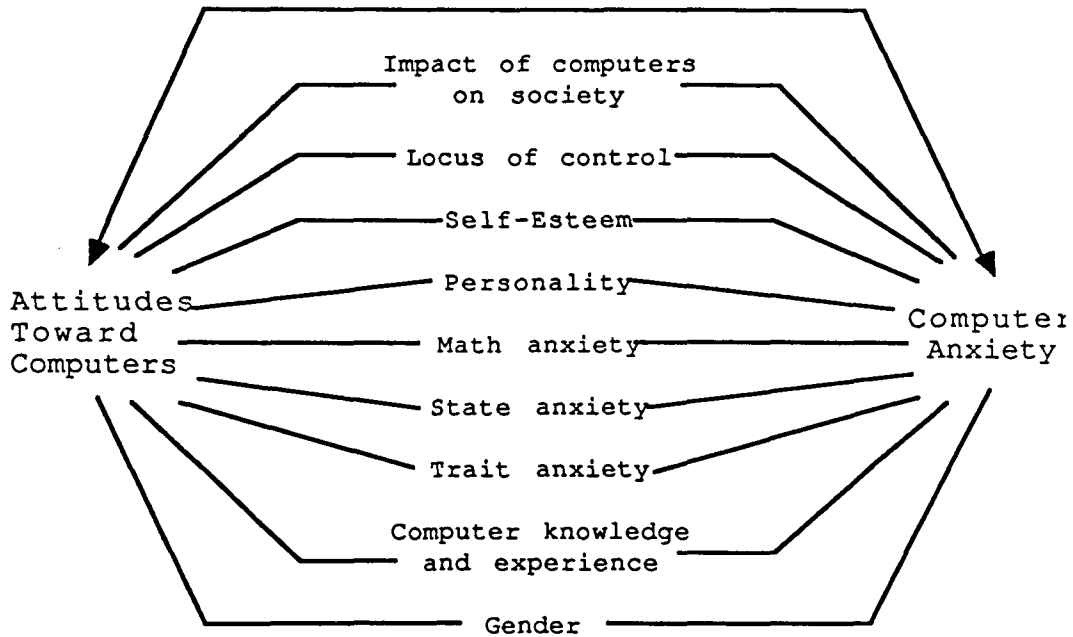 Impact of computers
on society
Locus of control
Self-Esteem
Personality
Attitudes
Toward
Computers
Computer
Anxiety
Math anxiety
State anxiety
Trait anxiety
Computer knowledge
and experience
Gender